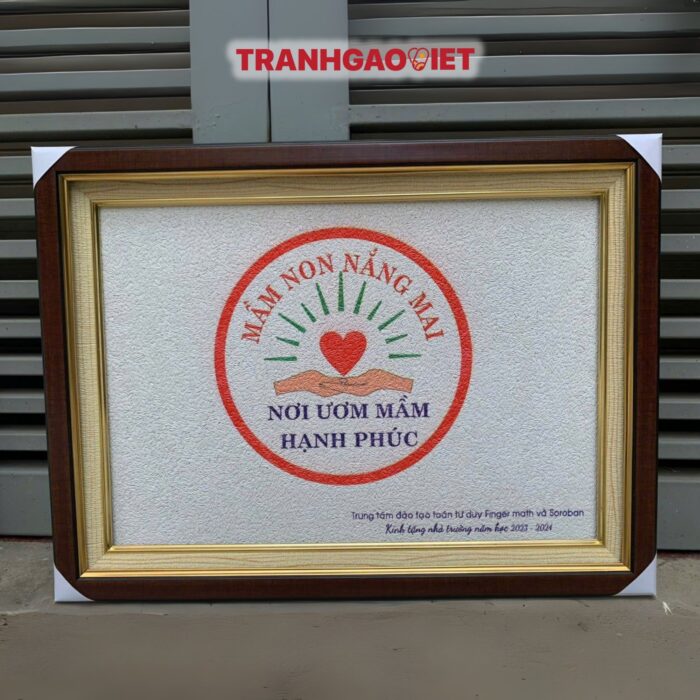 TRANHGAOVIET
MẦM NON NẮNG MAI
NƠI ƯƠM MẦM
HẠNH PHÚC
Trung tâm đào tạo toán tư duy Finger math và Soroban
Kính tặng nhà trường năm học 2023 - 2024